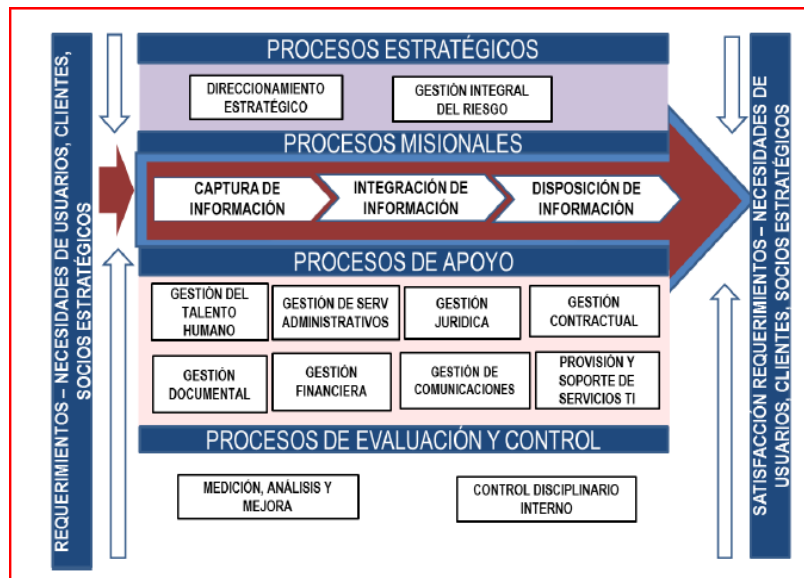 REQUERIMIENTOS – NECESIDADES DE USUARIOS, CLIENTES,
SOCIOS ESTRATÉGICOS
PROCESOS ESTRATÉGICOS
DIRECCIONAMIENTO
ESTRATÉGICO
GESTIÓN INTEGRAL
DEL RIESGO
PROCESOS MISIONALES
CAPTURA DE
INFORMACIÓN
INTEGRACIÓN DE
INFORMACIÓN
DISPOSICIÓN DE
INFORMACIÓN
PROCESOS DE APOYO
GESTIÓN DEL
TALENTO
HUMANO
GESTIÓN DE SERV
ADMINISTRATIVOS
GESTIÓN
JURIDICA
GESTIÓN
CONTRACTUAL
GESTIÓN
DOCUMENTAL
GESTIÓN
FINANCIERA
GESTIÓN DE
COMUNICACIONES
PROVISIÓN Y
SOPORTE DE
SERVICIOS TI
PROCESOS DE EVALUACIÓN Y CONTROL
MEDICIÓN, ANÁLISIS Y
MEJORA
CONTROL DISCIPLINARIO
INTERNO
SATISFACCIÓN REQUERIMIENTOS – NECESIDADES DE
USUARIOS, CLIENTES, SOCIOS ESTRATÉGICOS